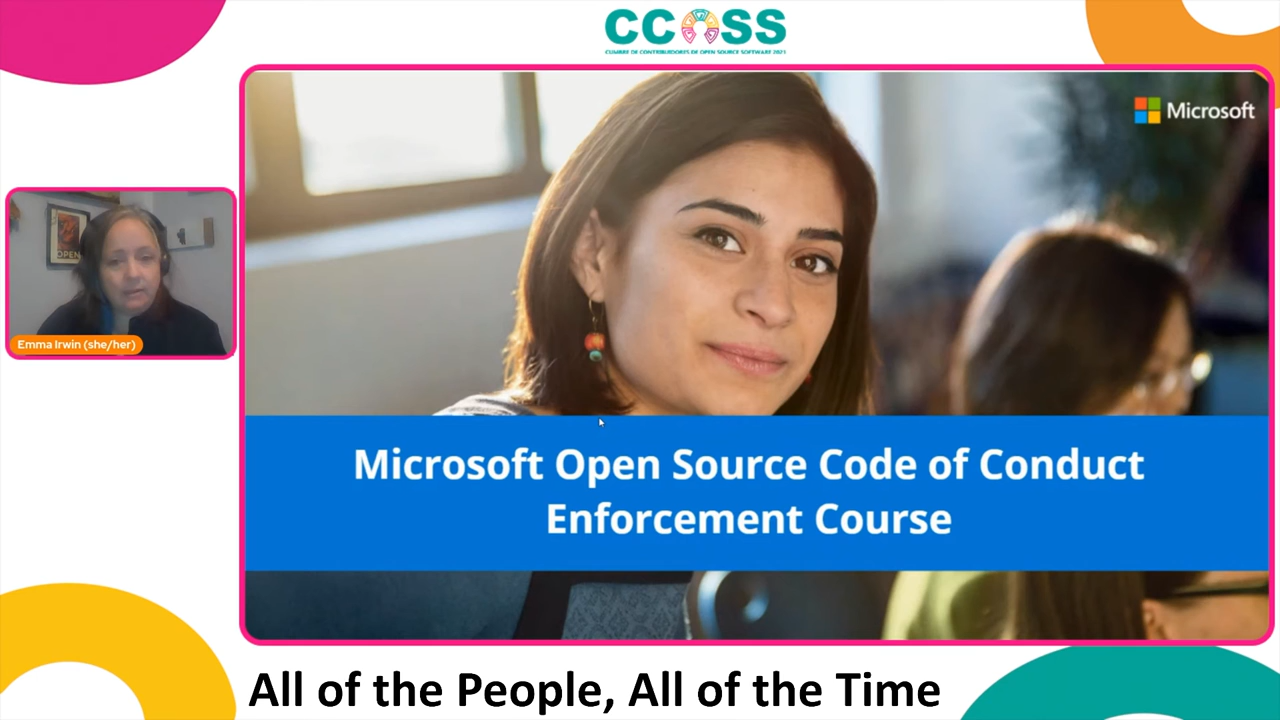 CCOSS
CUMBRE DE CONTRIBUIDORES DE OPEN SOURCE SOFTWARE 2021
Microsoft
OPEN
Emma Irwin (she/her)
Microsoft Open Source Code of Conduct
Enforcement Course
All of the People, All of the Time